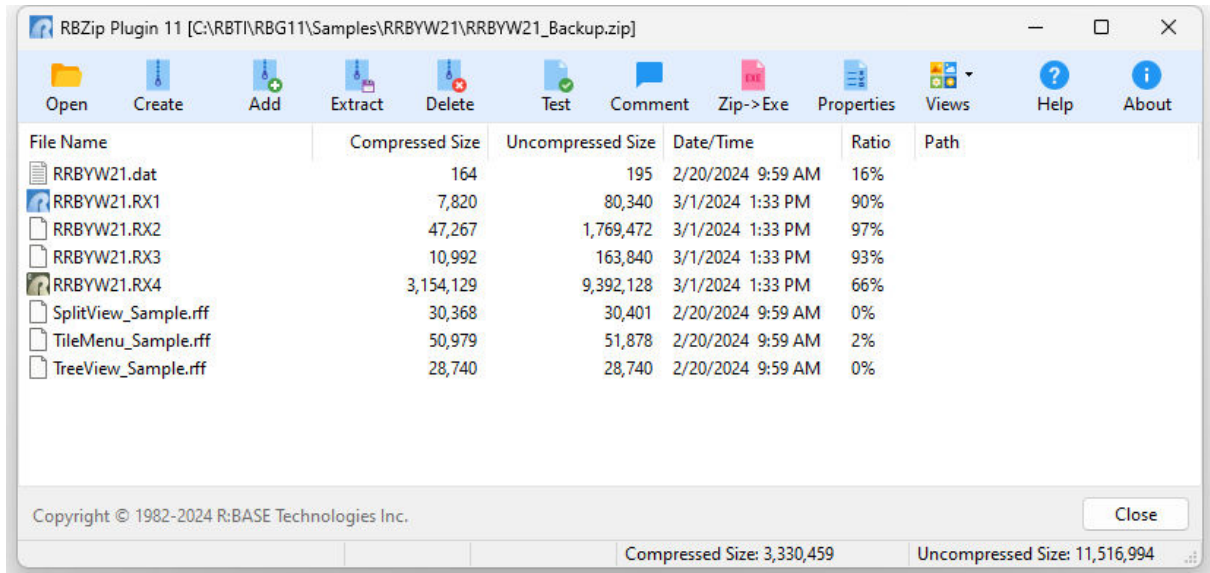 RBZip Plugin 11 [C:\RBTI\RBG11\Samples\RRBYW21\RRBYW21_Backup.zip]
EXE
Open Create Add Extract Delete Test Comment Zip->Exe Properties Views Help About
File Name Compressed Size Uncompressed Size Date/Time Ratio Path
RRBYW21.dat 164 195 2/20/2024 9:59 AM 16%
RRBYW21.RX1 7,820 80,340 3/1/2024 1:33 PM 90%
RRBYW21.RX2 47,267 1,769,472 3/1/2024 1:33 PM 97%
RRBYW21.RX3 10,992 163,840 3/1/2024 1:33 PM 93%
RRBYW21.RX4 3,154,129 9,392,128 3/1/2024 1:33 PM 66%
SplitView_Sample.rff 30,368 30,401 2/20/2024 9:59 AM 0%
TileMenu_Sample.rff 50,979 51,878 2/20/2024 9:59 AM 2%
TreeView_Sample.rff 28,740 28,740 2/20/2024 9:59 AM 0%
Copyright © 1982-2024 R:BASE Technologies Inc. Close
Compressed Size: 3,330,459 Uncompressed Size: 11,516,994